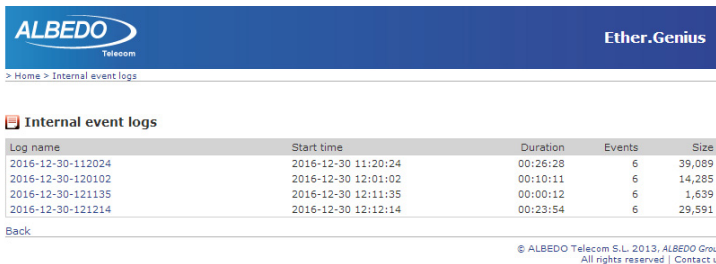 ALBEDO
Telecom
Ether.Genius
> Home > Internal event logs
Internal event logs
Log name Start time Duration Events Size
2016-12-30-112024 2016-12-30 11:20:24 00:26:28 6 39,089
2016-12-30-120102 2016-12-30 12:01:02 00:10:11 6 14,285
2016-12-30-121135 2016-12-30 12:11:35 00:00:12 6 1,639
2016-12-30-121214 2016-12-30 12:12:14 00:23:54 6 29,591
Back
© ALBEDO Telecom S.L. 2013, ALBEDO Grou
All rights reserved | Contact u